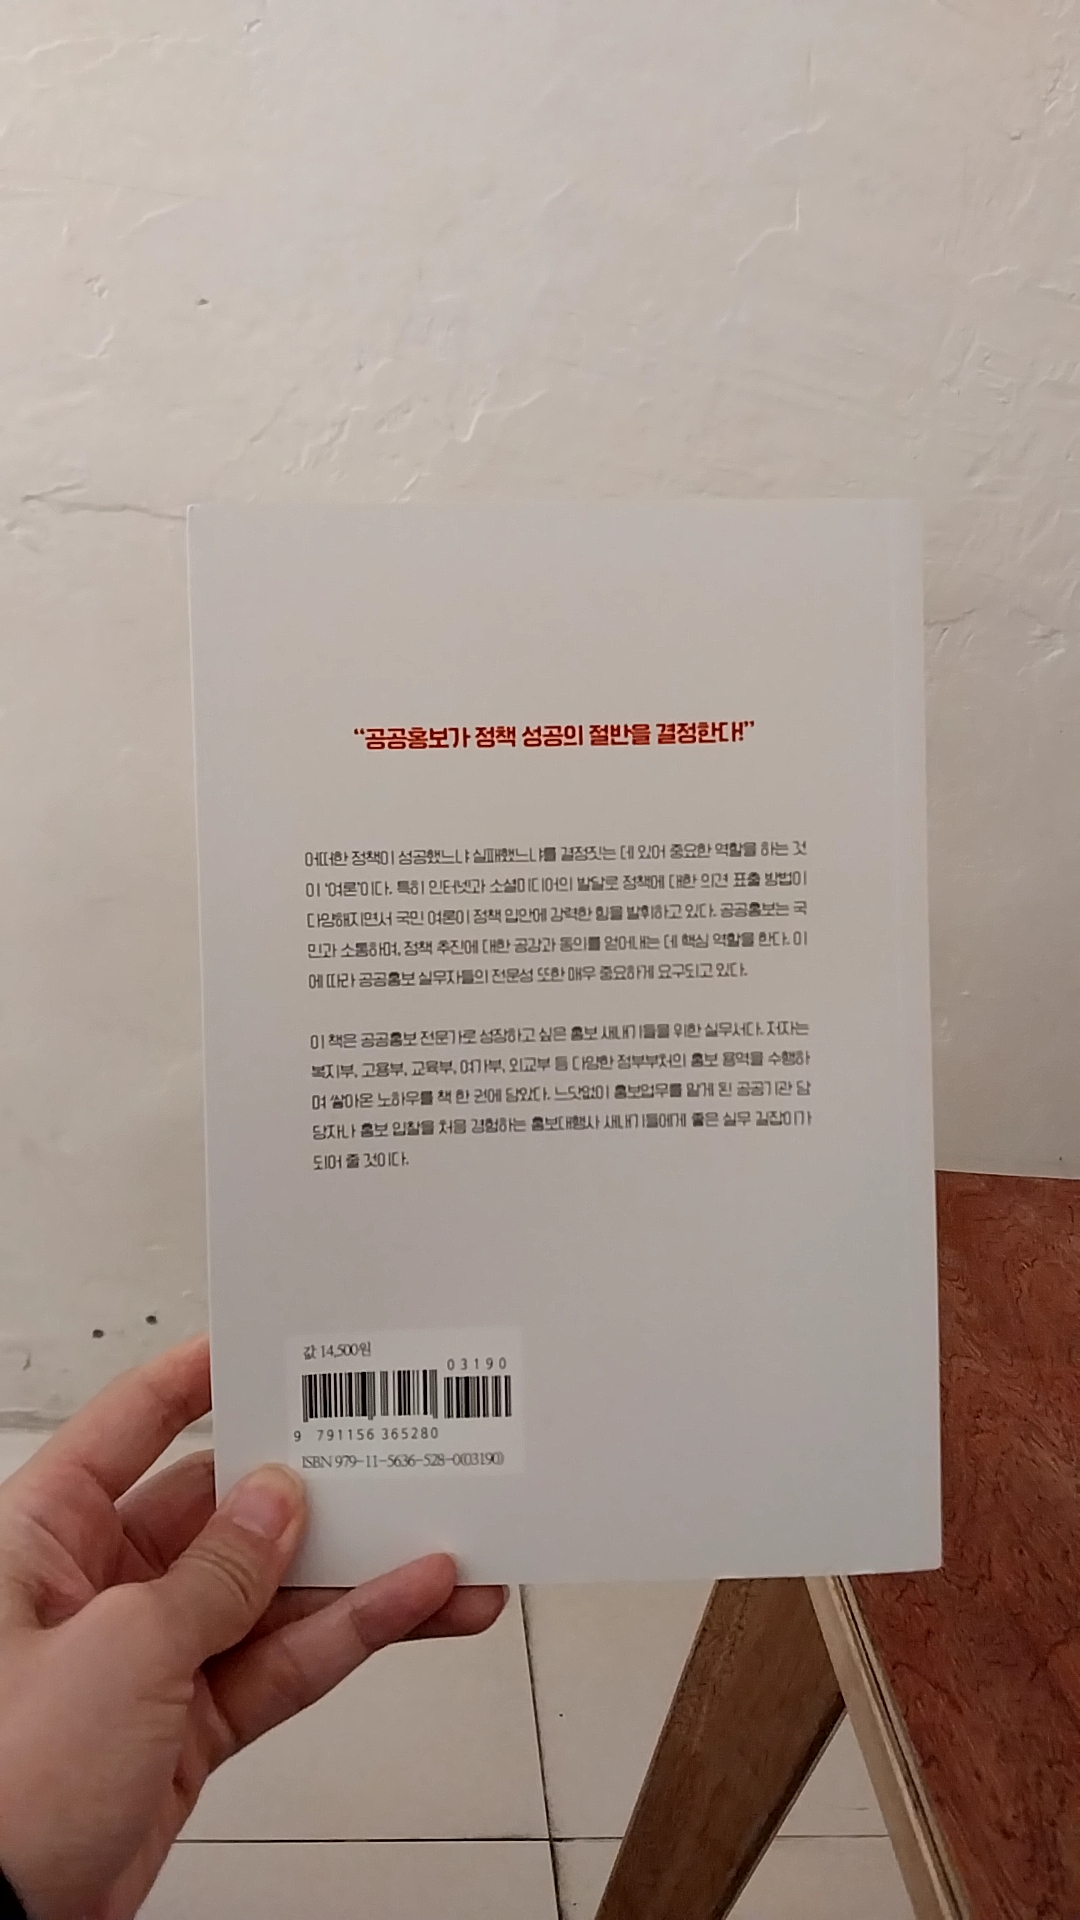 “공공홍보가 정책 성공의 절반을 결정한다!”
어떠한 정책이 성공했느냐 실패했느냐를 결정짓는 데 있어 중요한 역할을 하는 것
이 ‘여론’이다. 특히 인터넷과 소셜미디어의 발달로 정책에 대한 의견 표출 방법이
다양해지면서 국민 여론이 정책 입안에 강력한 힘을 발휘하고 있다. 공공홍보는 국
민과 소통하며, 정책 추진에 대한 공감과 동의를 얻어내는 데 핵심 역할을 한다. 이
에 따라 공공홍보 실무자들의 전문성 또한 매우 중요하게 요구되고 있다.
이 책은 공공홍보 전문가로 성장하고 싶은 홍보 새내기들을 위한 실무서다. 저자는
복지부, 고용부, 교육부, 여가부, 외교부 등 다양한 정부부처의 홍보 용역을 수행하
며 쌓아온 노하우를 책 한 권에 담았다. 느닷없이 홍보업무를 맡게 된 공공기관 담
당자나 홍보 입찰을 처음 경험하는 홍보대행사 새내기들에게 좋은 실무 길잡이가
되어 줄 것이다.
값 14,500원
03190
9 791156 365280
ISBN 979-11-5636-528-0(03190)